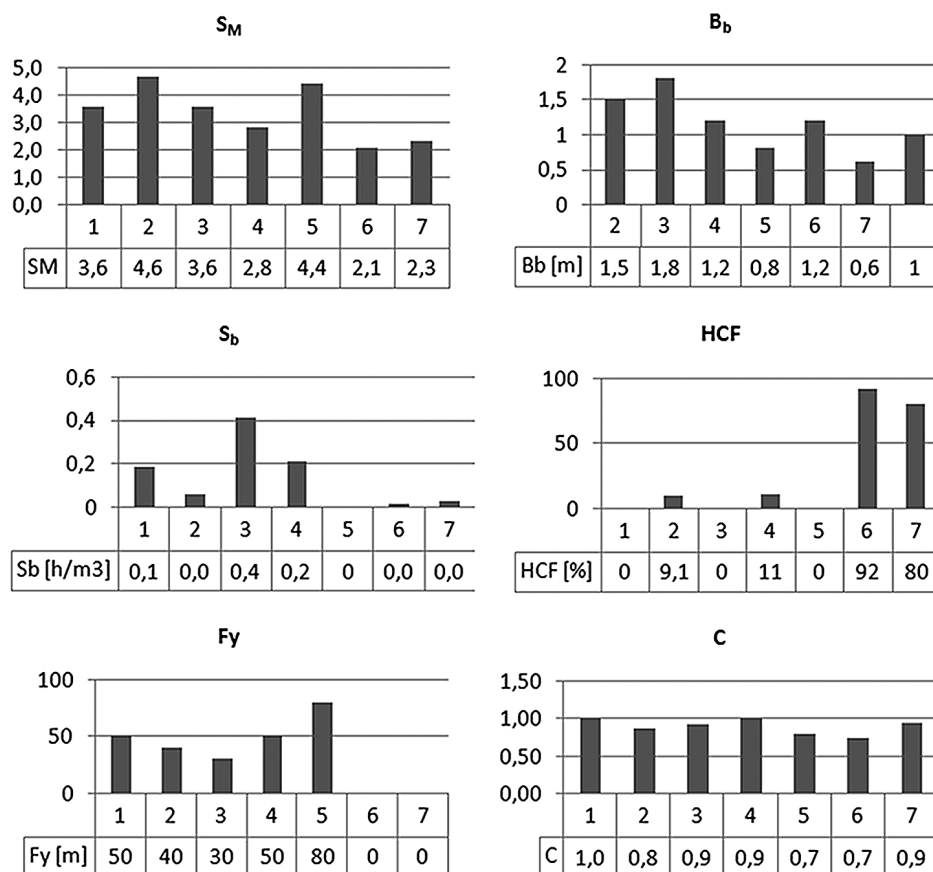 S_M
5,0
4,0
3,0
2,0
1,0
0,0
1 2 3 4 5 6 7
SM 3,6 4,6 3,6 2,8 4,4 2,1 2,3
B_b
2
1,5
1
0,5
0
2 3 4 5 6 7
Bb [m] 1,5 1,8 1,2 0,8 1,2 0,6 1
S_b
0,6
0,4
0,2
0
1 2 3 4 5 6 7
Sb [h/m3] 0,1 0,0 0,4 0,2 0 0,0 0,0
HCF
100
50
0
1 2 3 4 5 6 7
HCF [%] 0 9,1 0 11 0 92 80
Fy
100
50
0
1 2 3 4 5 6 7
Fy [m] 50 40 30 50 80 0 0
C
1,50
1,00
0,50
0,00
1 2 3 4 5 6 7
C 1,0 0,8 0,9 0,9 0,7 0,7 0,9